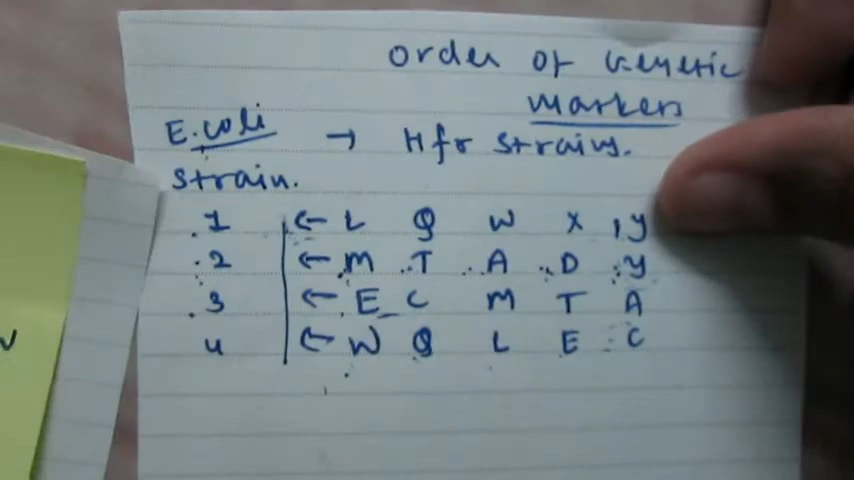 Order of Genetic
Markers
E.coli → Hfr strains.
strain.
1 ← L Q W X Y
2 ← M T A D Y
3 ← E C M T A
4 ← W Q L E C